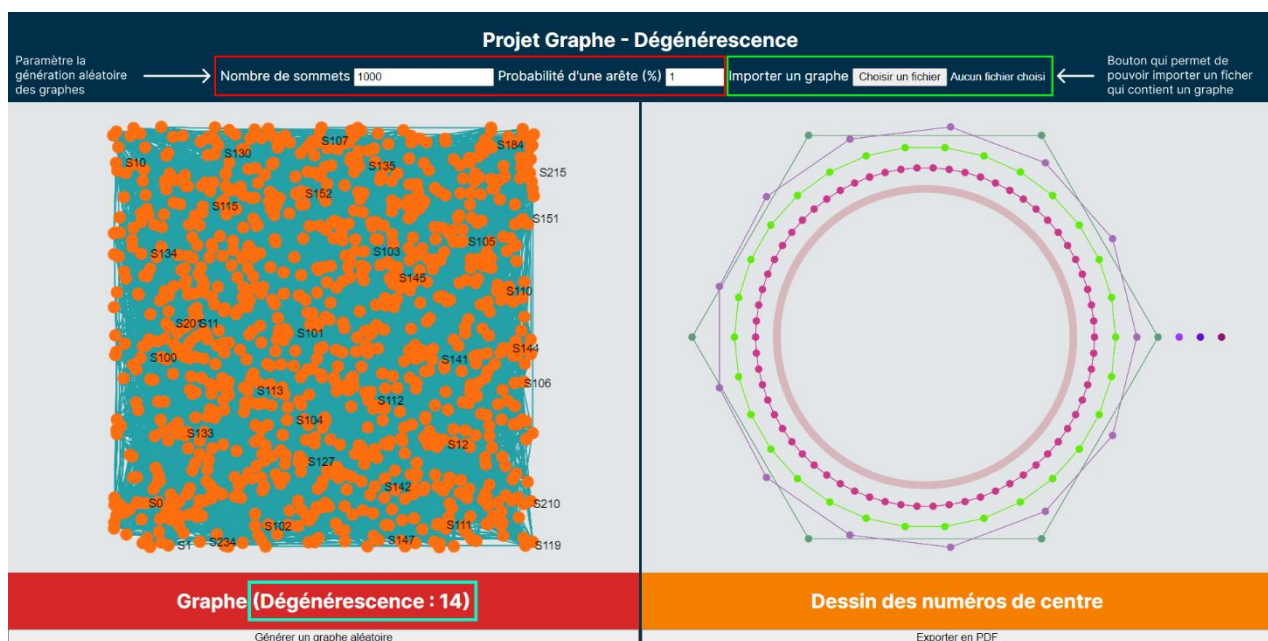 Projet Graphe - Dégénérescence
Paramètre la
génération aléatoire
des graphes
Nombre de sommets 1000 Probabilité d'une arête (%) 1 Importer un graphe Choisir un fichier Aucun fichier choisi
Bouton qui permet de
pouvoir importer un ficher
qui contient un graphe
S107
S184
S130
S10
S135
S215
S152
S115
S151
S105
S134
S103
S145
S110
S201 S11
S101
S144
S100
S141
S106
S113
S112
S104
S133
S12
S127
S142
S0
S210
S102
S111
S1
S234
S147
S119
Graphe (Dégénérescence : 14)
Dessin des numéros de centre
Générer un graphe aléatoire
Exporter en PDF